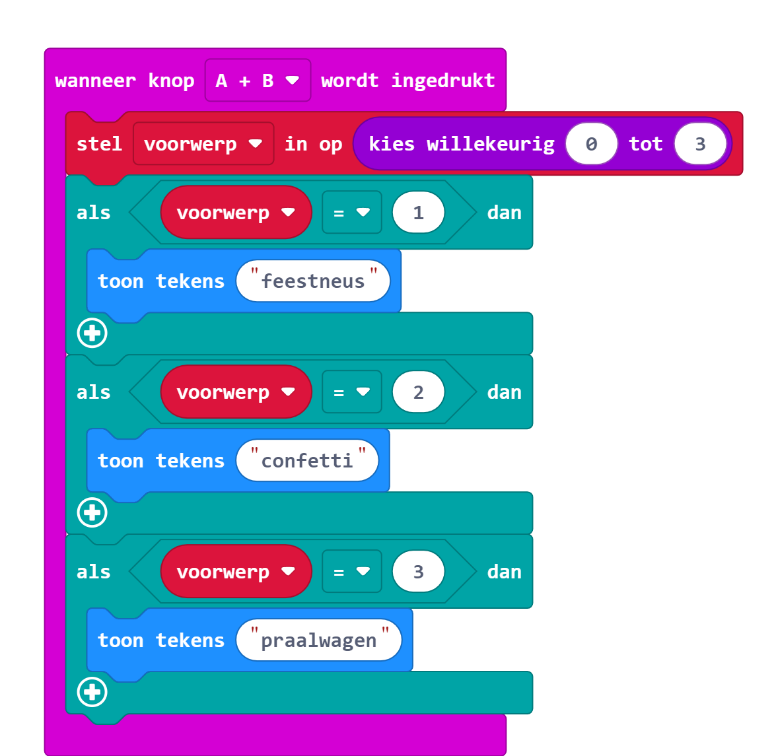 wanneer knop A + B wordt ingedrukt
stel voorwerp in op kies willekeurig 0 tot 3
als voorwerp = 1 dan
toon tekens "feestneus"
als voorwerp = 2 dan
toon tekens "confetti"
als voorwerp = 3 dan
toon tekens "praalwagen"